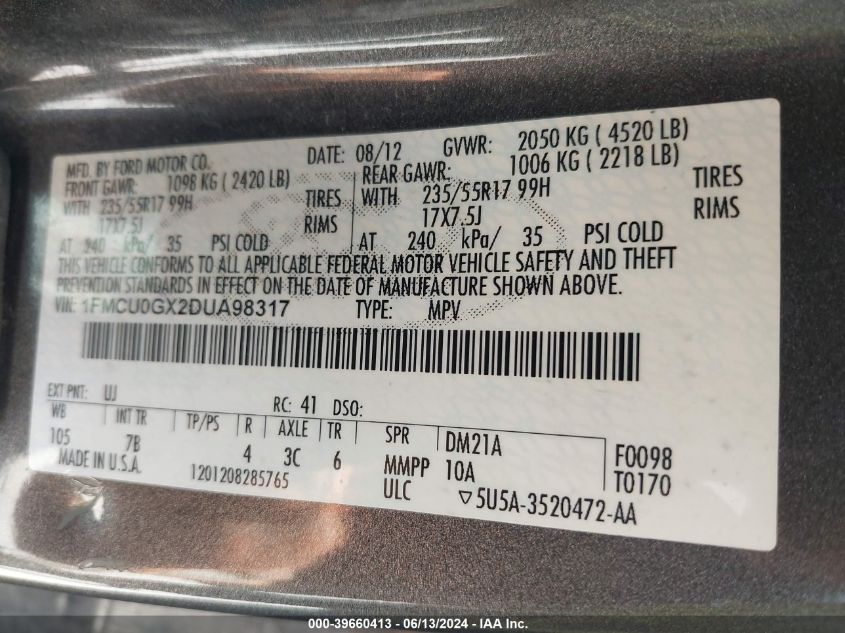 MFD. BY FORD MOTOR CO. DATE: 08/12 GVWR: 2050 KG ( 4520 LB)
FRONT GAWR: 1098 KG ( 2420 LB) REAR GAWR: 1006 KG ( 2218 LB)
WITH 235/55R17 99H TIRES WITH 235/55R17 99H TIRES
17X7.5J RIMS 17X7.5J RIMS
AT 240 kPa/ 35 PSI COLD AT 240 kPa/ 35 PSI COLD
THIS VEHICLE CONFORMS TO ALL APPLICABLE FEDERAL MOTOR VEHICLE SAFETY AND THEFT
PREVENTION STANDARDS IN EFFECT ON THE DATE OF MANUFACTURE SHOWN ABOVE.
VIN: 1FMCU0GX2DUA98317 TYPE: MPV
EXT PNT: UJ RC: 41 DSO:
WB INT TR TP/PS R AXLE TR SPR DM21A F0098
105 7B 4 3C 6 MMPP 10A T0170
MADE IN U.S.A. 1201208285765 ULC ▽5U5A-3520472-AA
000-39660413 - 06/13/2024 - IAA Inc.